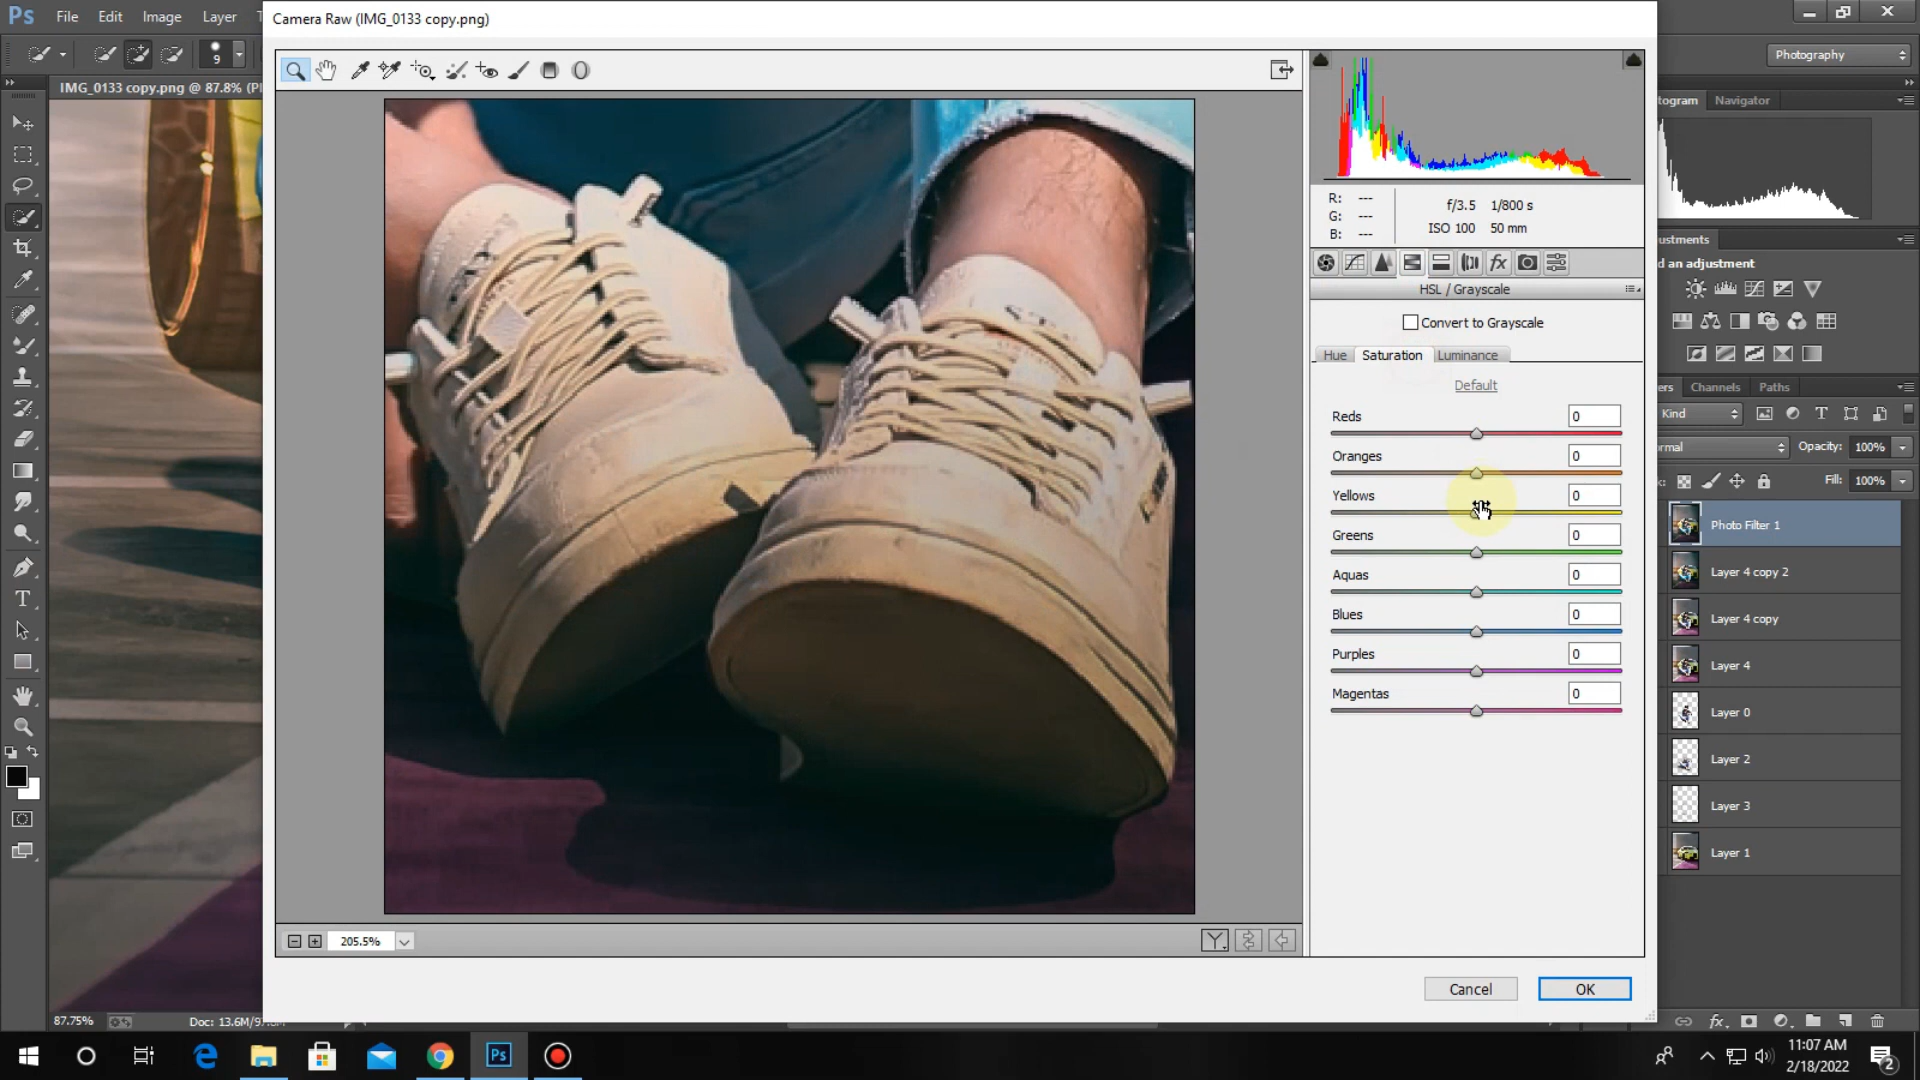 Ps File Edit Image Layer
Camera Raw (IMG_0133 copy.png)
9
Photography
IMG_0133 copy.png @ 87.8%
togram Navigator
R: ---
G: ---
B: ---
f/3.5 1/800 s
ISO 100 50 mm
ustments
d an adjustment
fx
HSL / Grayscale
Convert to Grayscale
Hue Saturation Luminance
Default
Reds 0
Oranges 0
Yellows 0
Greens 0
Aquas 0
Blues 0
Purples 0
Magentas 0
ers Channels Paths
Kind
rmal Opacity: 100%
Fill: 100%
Photo Filter 1
Layer 4 copy 2
Layer 4 copy
Layer 4
Layer 0
Layer 2
Layer 3
Layer 1
205.5%
Y
Cancel OK
87.75% Doc: 13.6M/
fx
Ps
11:07 AM
2/18/2022
2